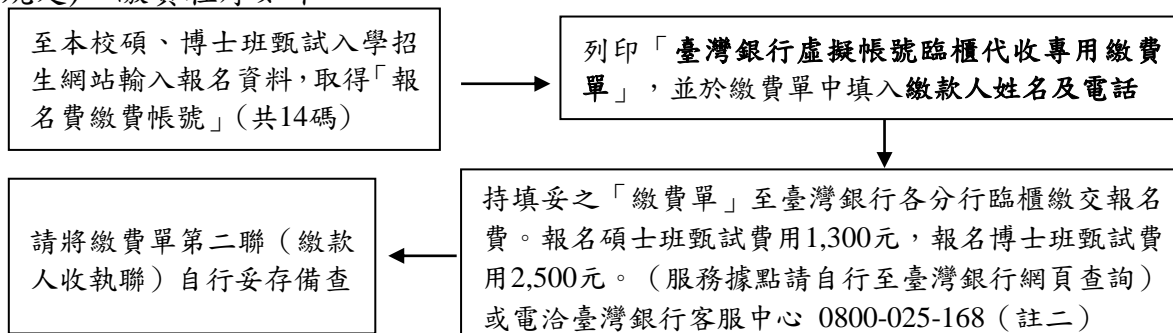 至本校碩、博士班甄試入學招
生網站輸入報名資料，取得「報
名費繳費帳號」（共14碼）
列印「臺灣銀行虛擬帳號臨櫃代收專用繳費
單」，並於繳費單中填入繳款人姓名及電話
持填妥之「繳費單」至臺灣銀行各分行臨櫃繳交報名
費。報名碩士班甄試費用1,300元，報名博士班甄試費
用2,500元。（服務據點請自行至臺灣銀行網頁查詢）
或電洽臺灣銀行客服中心 0800-025-168（註二）
請將繳費單第二聯（繳款
人收執聯）自行妥存備查